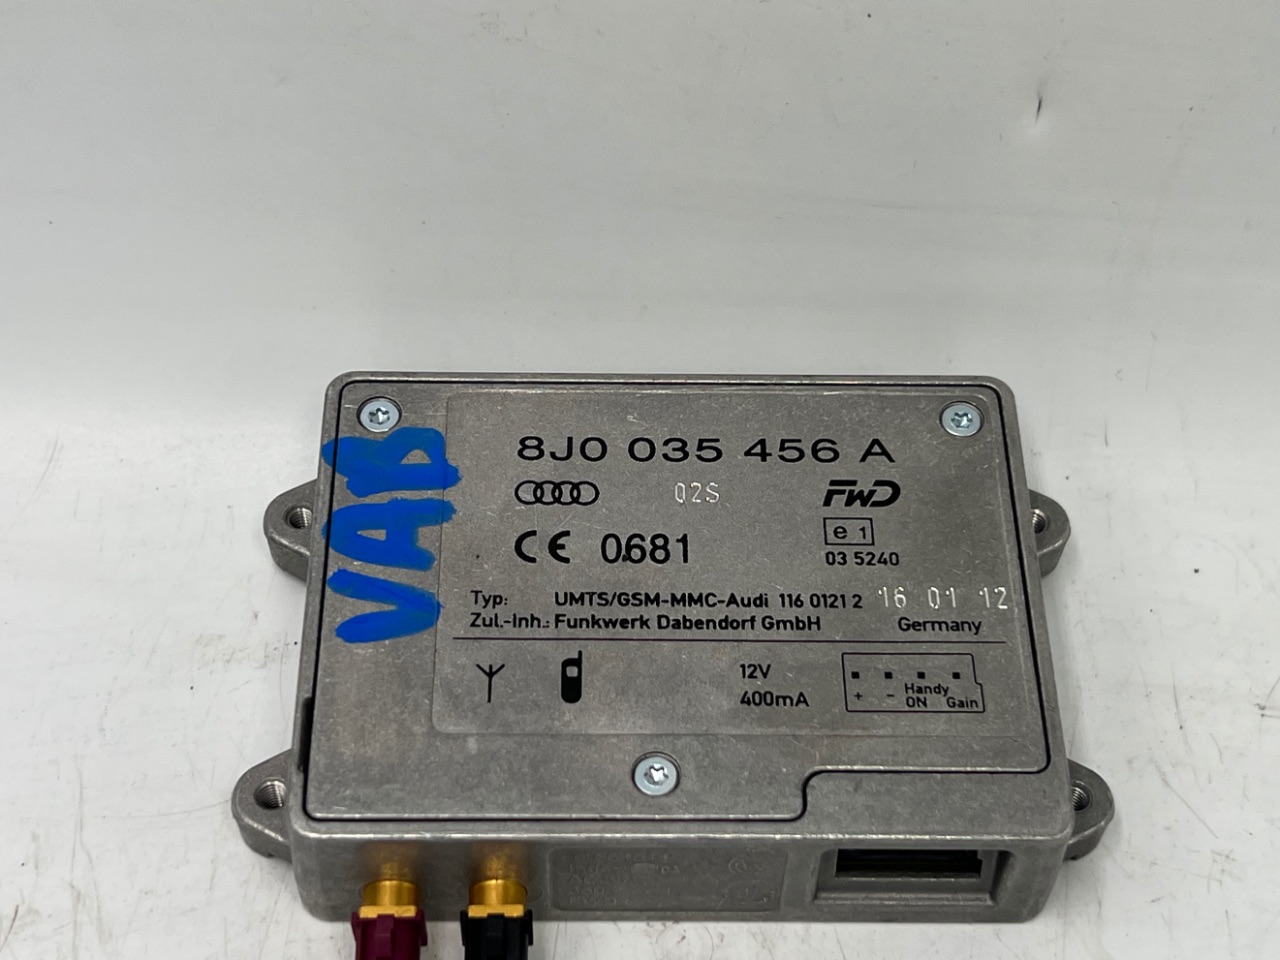 VAB
8J0 035 456 A
02S FWD
CE 0681 e 1
03 5240
Typ: UMTS/GSM-MMC-Audi 116 0121 2 16 01 12
Zul.-Inh.: Funkwerk Dabendorf GmbH Germany
12V
400mA
+ - Handy ON Gain